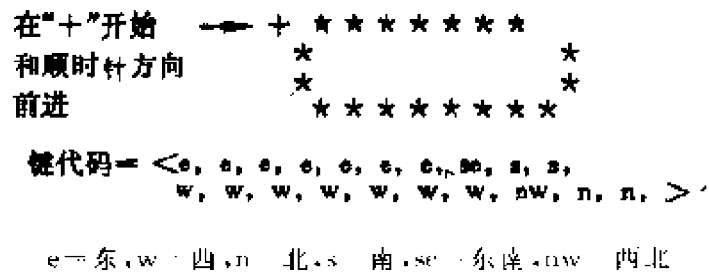 在“+”开始 → + ★ ★ ★ ★ ★ ★ ★
和顺时针方向 ★ ★
前进 ★ ★
★ ★ ★ ★ ★ ★ ★ ★
键代码= <e, e, e, e, e, e, e, se, s, s,
w, w, w, w, w, w, w, nw, n, n, >
e=东,w 西,n 北,s 南,se 东南,nw 西北